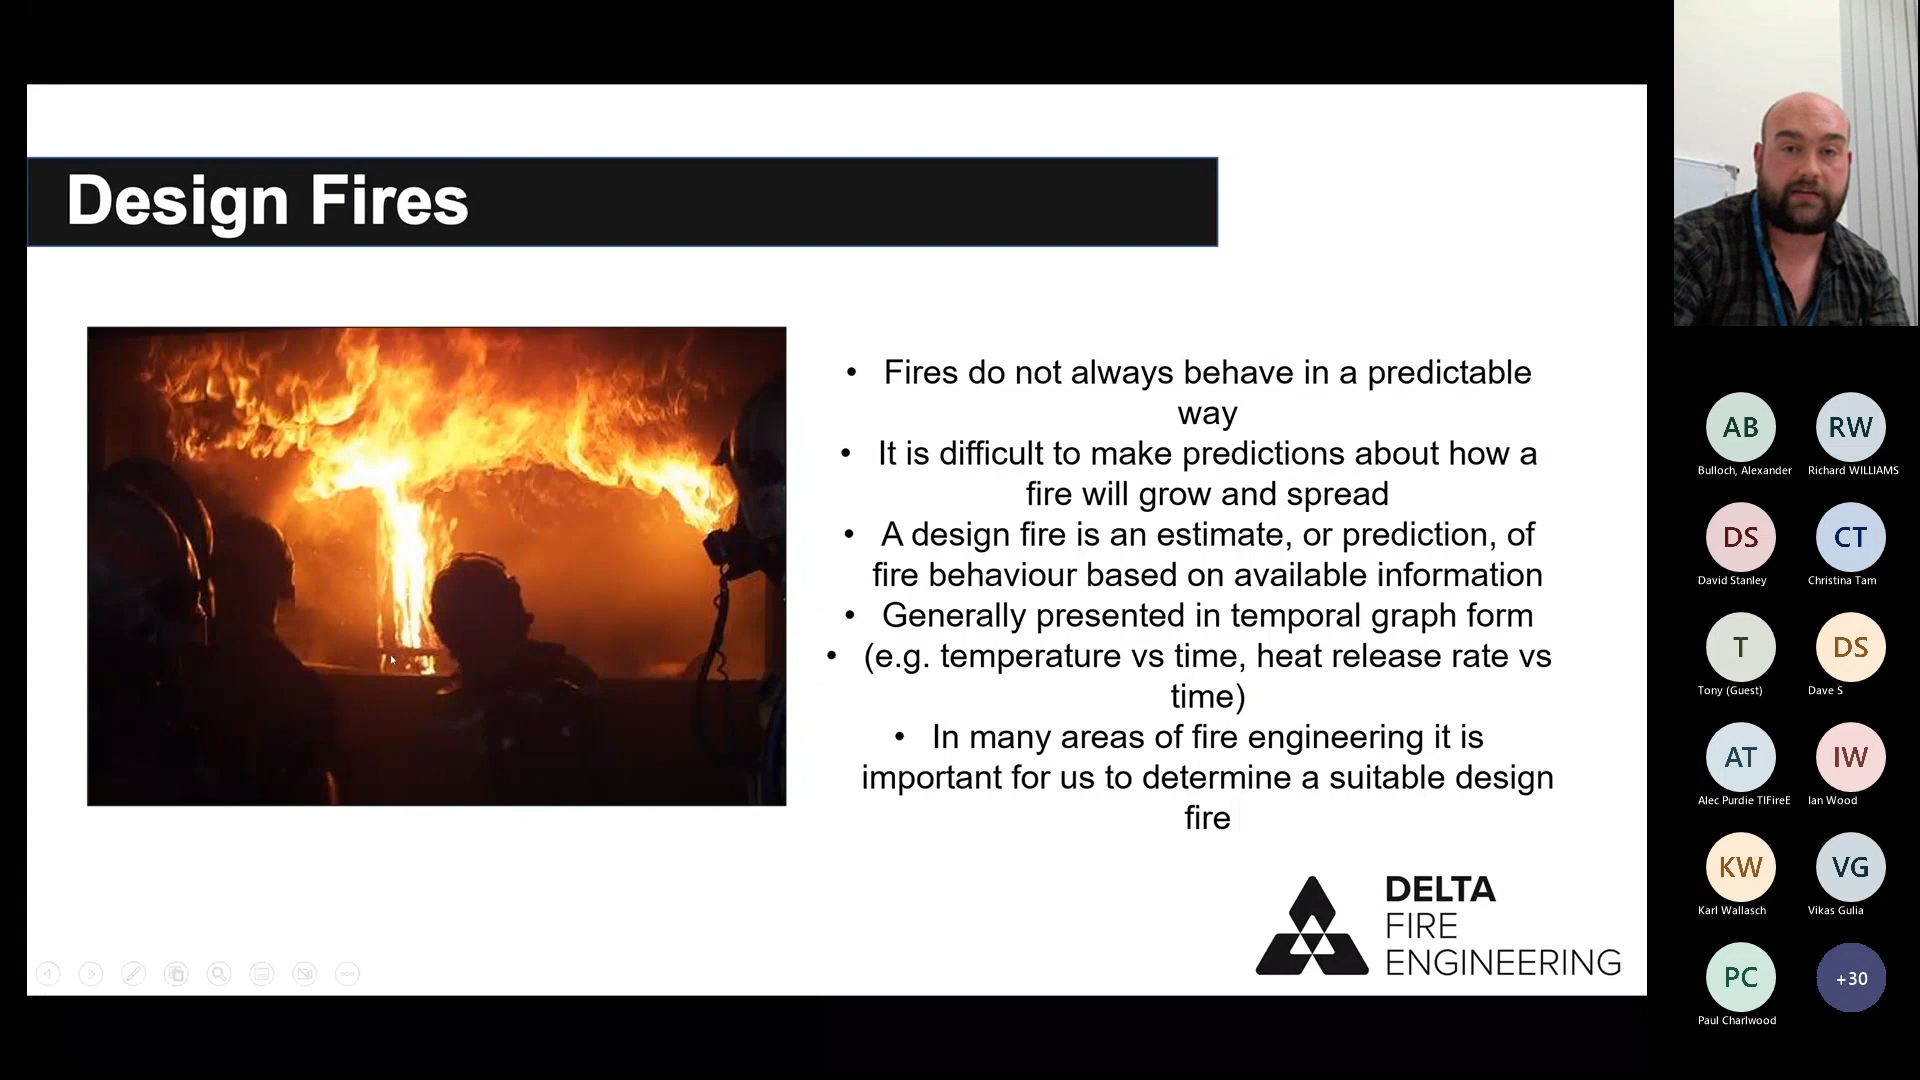 Design Fires
• Fires do not always behave in a predictable
way
• It is difficult to make predictions about how a
fire will grow and spread
• A design fire is an estimate, or prediction, of
fire behaviour based on available information
• Generally presented in temporal graph form
• (e.g. temperature vs time, heat release rate vs
time)
• In many areas of fire engineering it is
important for us to determine a suitable design
fire
DELTA
FIRE
ENGINEERING
AB
Bulloch, Alexander
RW
Richard WILLIAMS
DS
David Stanley
CT
Christina Tam
T
Tony (Guest)
DS
Dave S
AT
Alec Purdie TIFireE
IW
Ian Wood
KW
Karl Wallasch
VG
Vikas Gulia
PC
Paul Charlwood
+30